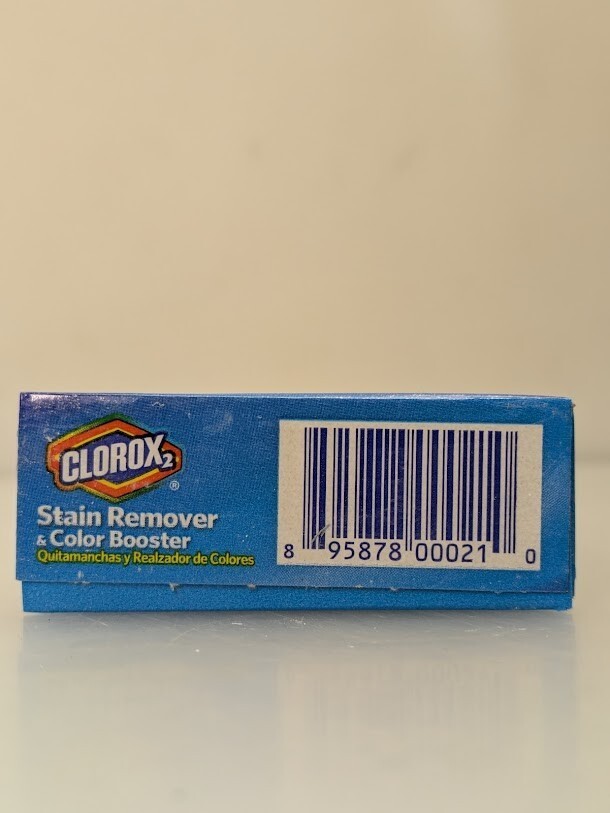 CLOROX2®
Stain Remover
& Color Booster
Quitamanchas y Realzador de Colores
8 95878 00021 0